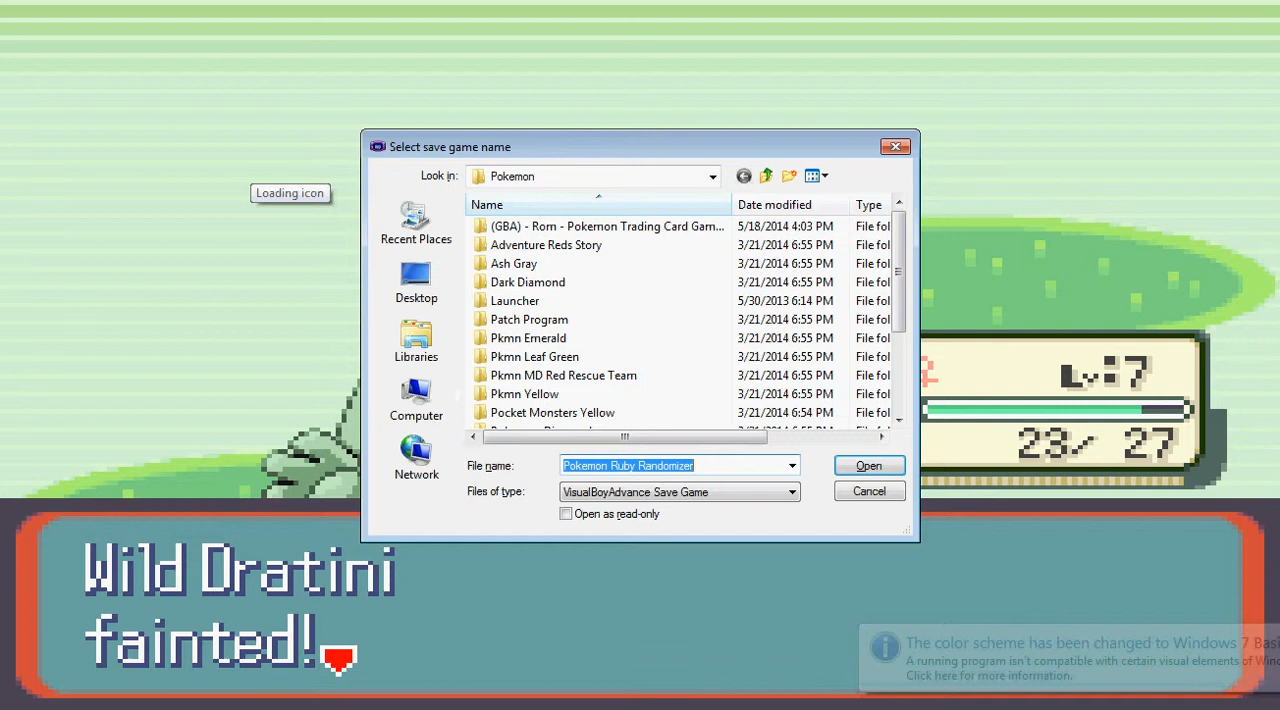 Select save game name
Look in: Pokemon
Loading icon
Name Date modified Type
(GBA) - Rom - Pokemon Trading Card Gam... 5/18/2014 4:03 PM File fol
Adventure Reds Story 3/21/2014 6:55 PM File fol
Ash Gray 3/21/2014 6:55 PM File fol
Dark Diamond 3/21/2014 6:55 PM File fol
Launcher 5/30/2013 6:14 PM File fol
Patch Program 3/21/2014 6:55 PM File fol
Pkmn Emerald 3/21/2014 6:55 PM File fol
Pkmn Leaf Green 3/21/2014 6:55 PM File fol
Pkmn MD Red Rescue Team 3/21/2014 6:55 PM File fol
Pkmn Yellow 3/21/2014 6:55 PM File fol
Pocket Monsters Yellow 3/21/2014 6:54 PM File fol
Recent Places
Desktop
Libraries
Computer
Network
File name: Pokemon Ruby Randomizer Open
Files of type: VisualBoyAdvance Save Game Cancel
Open as read-only
Lv:7
23/ 27
Wild Dratini
fainted!
The color scheme has been changed to Windows 7 Basi
A running program isn't compatible with certain visual elements of Wind
Click here for more information.